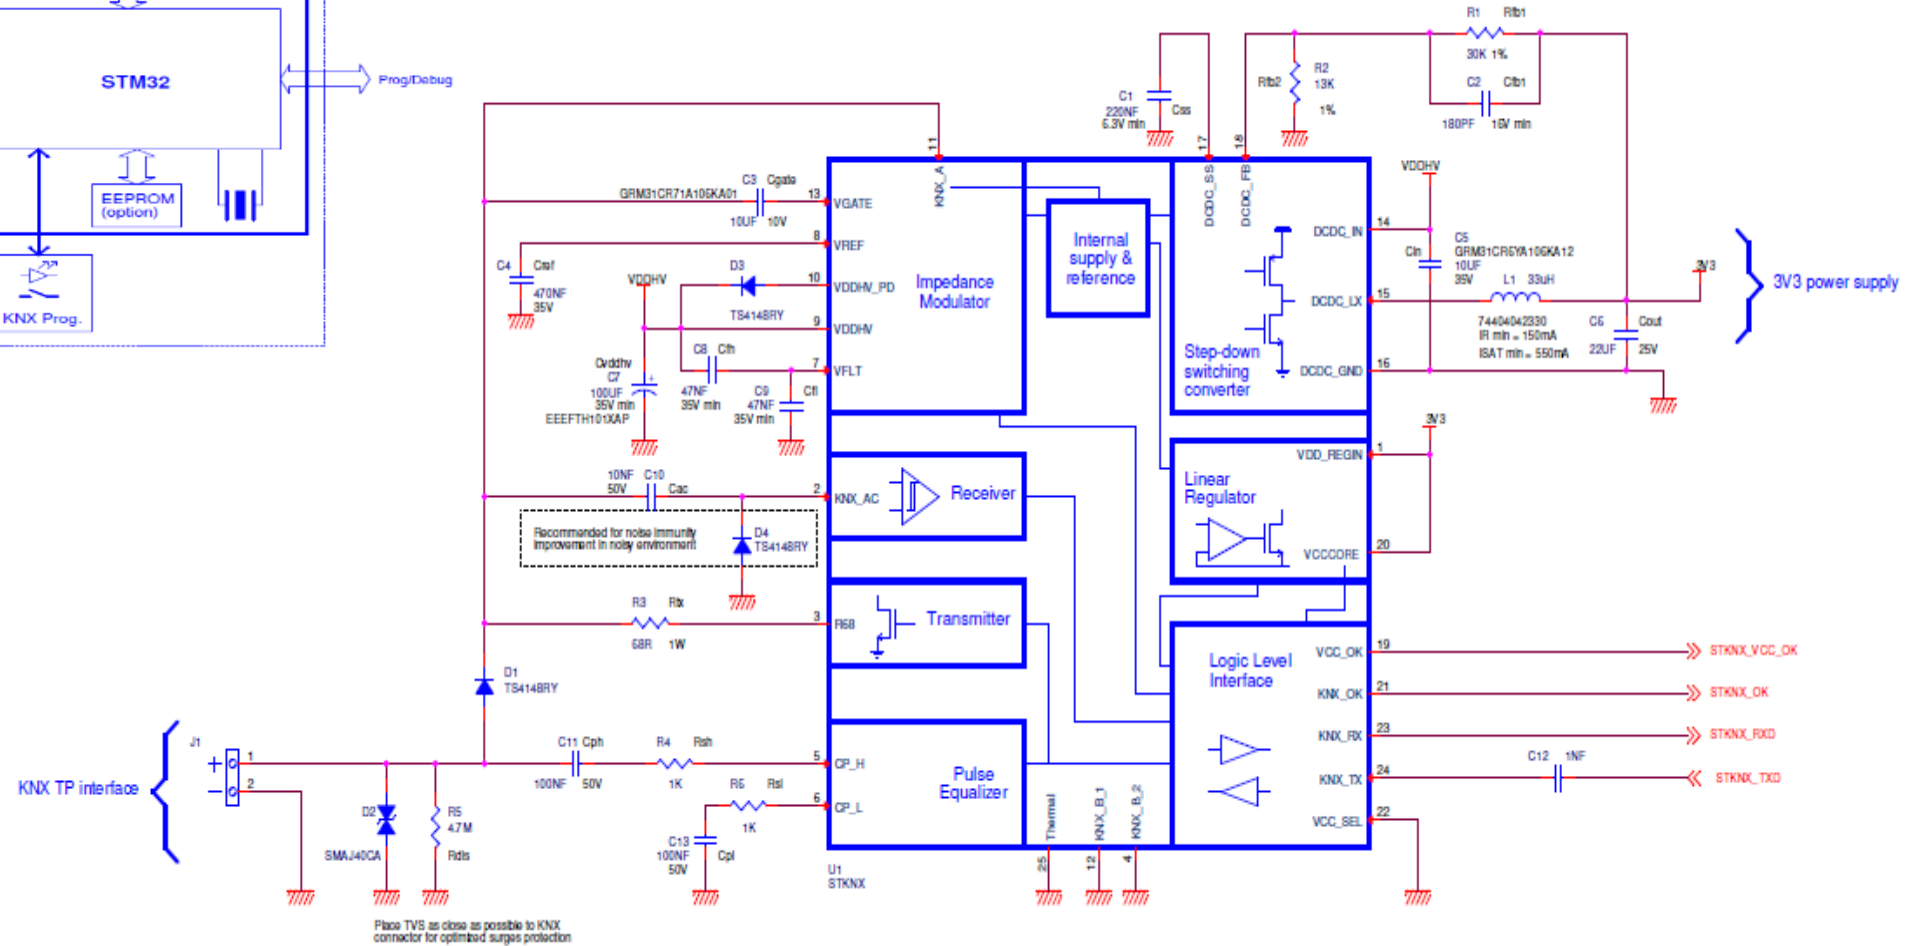 STM32
Prog/Debug
EEPROM
(option)
KNX Prog.
R1 Rfb1
30K 1%
C2 Cfb1
180PF 16V min
R2
13K
1%
Rfb2
C1
220NF
6.3V min
Css
11
17
18
KNX_A
DCDC_SS
DCDC_FB
C3 Cgate
GRM31CR71A106KA01
10UF 10V
13
VGATE
8
VREF
C4 Cref
470NF
35V
VDDHV
D3
TS4148RY
10
VDDHV_PD
9
VDDHV
Cvddhv
C7
100UF
35V min
EEEFTH101XAP
C8 Cfh
47NF
35V min
7
VFLT
C9 Cfl
47NF
35V min
Impedance
Modulator
Internal
supply &
reference
Step-down
switching
converter
VDDHV
14
DCDC_IN
Cin
C5
GRM31CR6YA106KA12
10UF
35V
L1 33uH
15
DCDC_LX
74404042330
IR min = 150mA
ISAT min = 550mA
C6 Cout
22UF 25V
16
DCDC_GND
3V3
3V3 power supply
10NF C10
50V Cac
2
KNX_AC
Receiver
Recommended for noise immunity
improvement in noisy environment
D4
TS4148RY
3V3
1
VDD_REGIN
Linear
Regulator
VCCCORE
20
R3 Rtx
68R 1W
3
R68
Transmitter
D1
TS4148RY
Logic Level
Interface
VCC_OK
19
STKNX_VCC_OK
KNX_OK
21
STKNX_OK
KNX_RX
23
STKNX_RXD
KNX_TX
24
C12 1NF
STKNX_TXD
VCC_SEL
22
KNX TP interface
J1
+
1
-
2
C11 Cph
100NF 50V
R4 Rsh
1K
5
CP_H
R6 Rsl
1K
6
CP_L
Pulse
Equalizer
C13
100NF
50V
Cpl
D2
SMAJ40CA
R5
4.7M
Rdis
Thermal
KNX_B_1
KNX_B_2
25
12
4
U1
STKNX
Place TVS as close as possible to KNX
connector for optimized surges protection